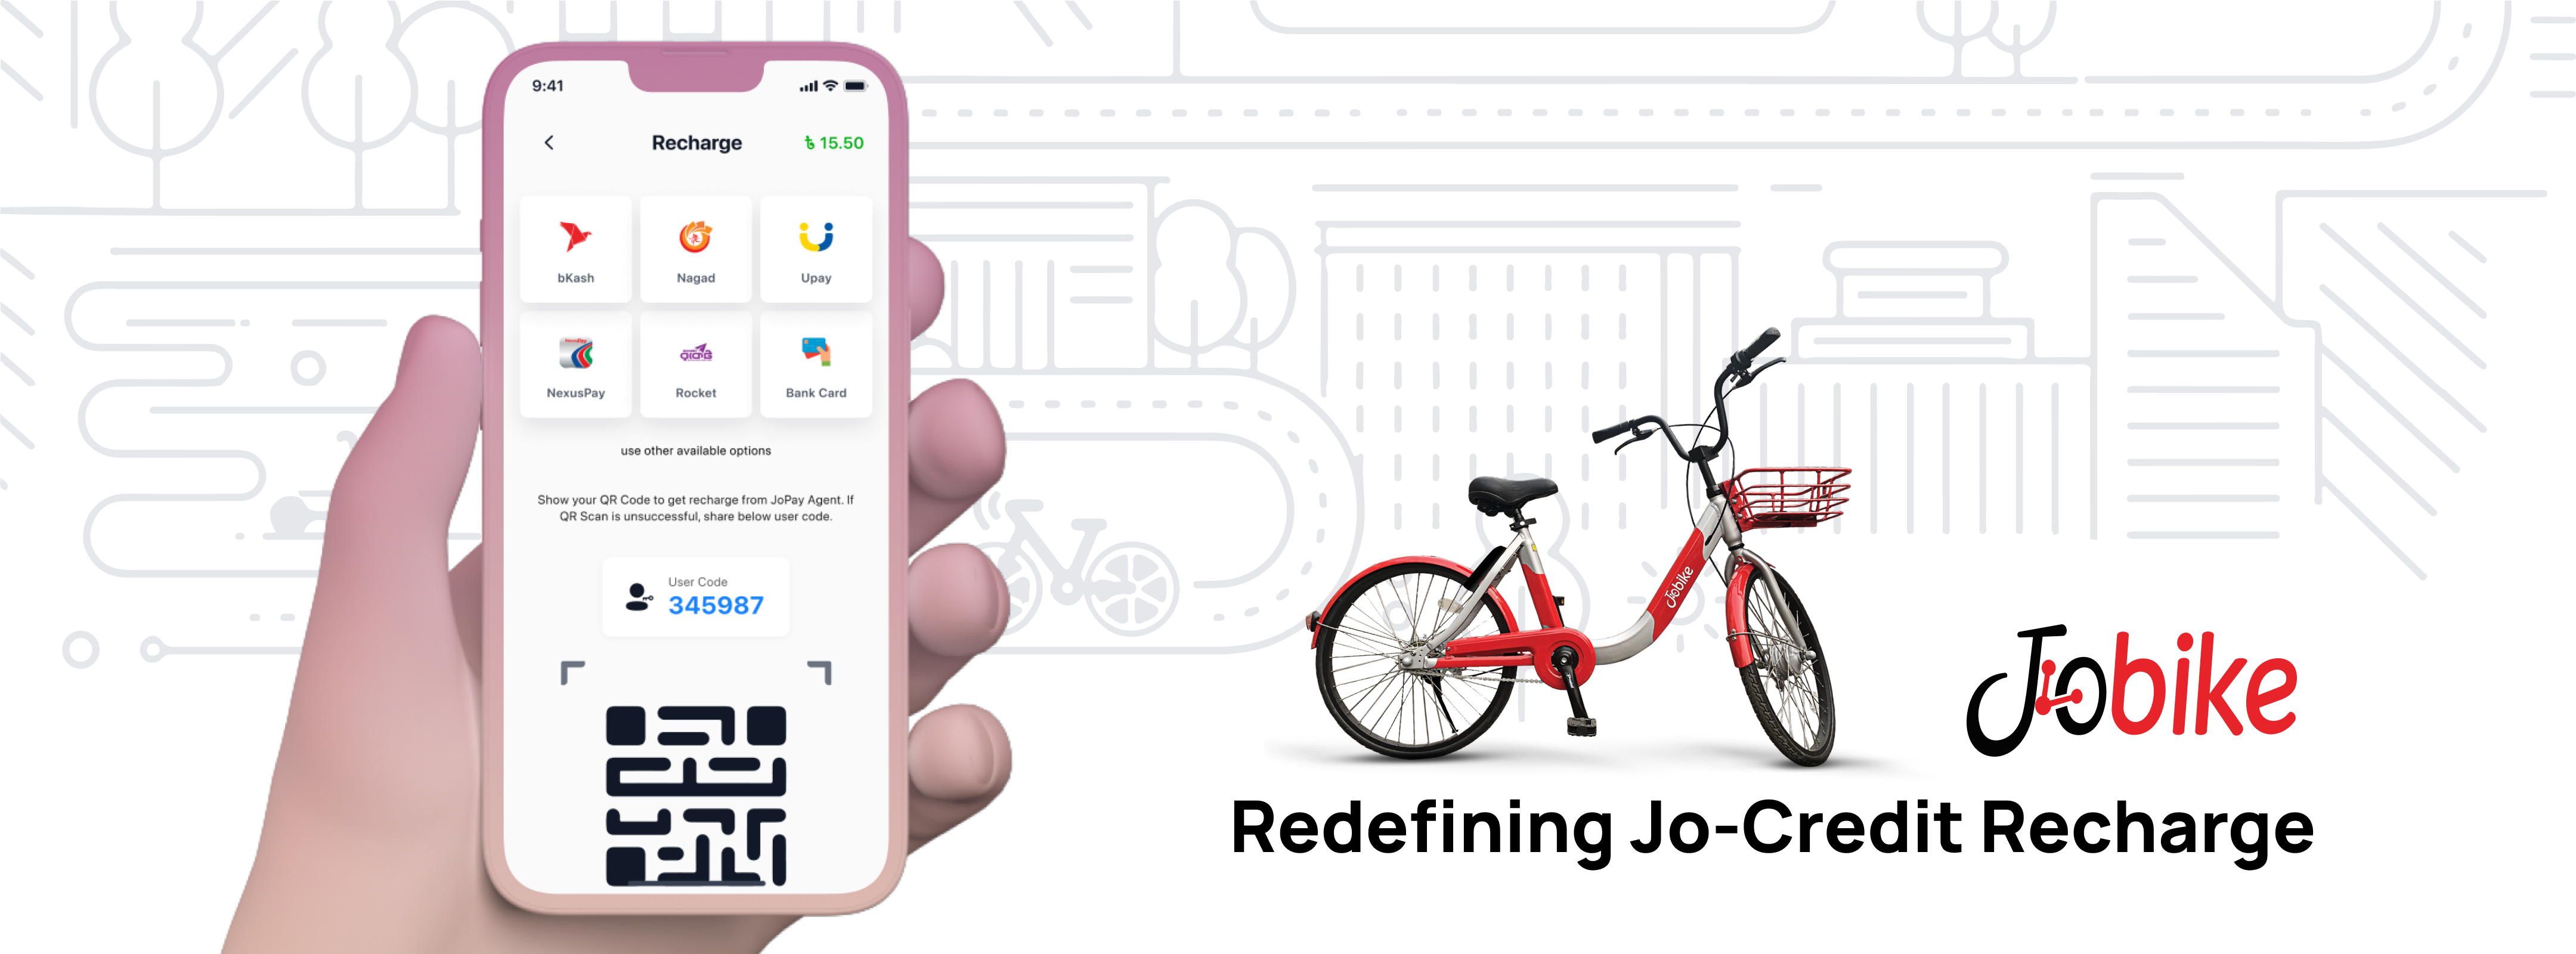 9:41
Recharge
৳ 15.50
bKash
Nagad
Upay
NexusPay
Rocket
Bank Card
use other available options
Show your QR Code to get recharge from JoPay Agent. If
QR Scan is unsuccessful, share below user code.
User Code
345987
Jobike
Jobike
Redefining Jo-Credit Recharge